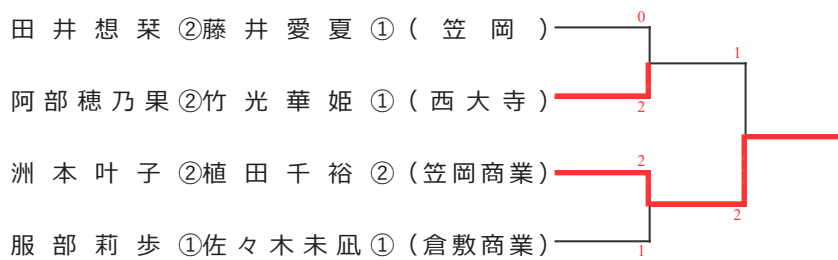 田井想栞②藤井愛夏①(笠岡)
0
1
阿部穂乃果②竹光華姫①(西大寺)
2
洲本叶子②植田千裕②(笠岡商業)
2
2
服部莉歩①佐々木未凪①(倉敷商業)
1